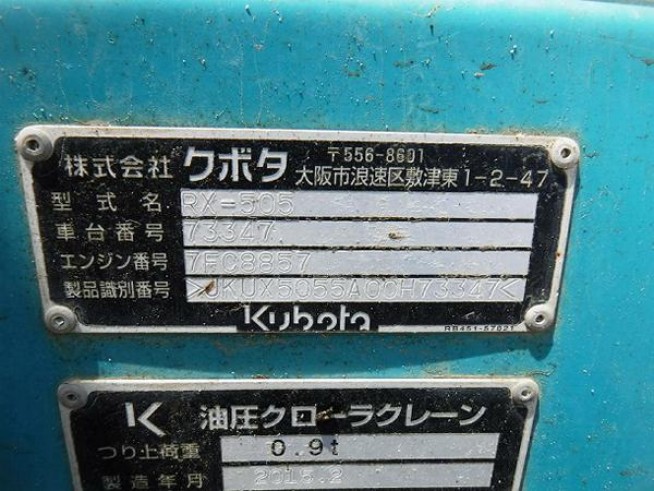 株式会社 クボタ 〒556-8601
大阪市浪速区敷津東1-2-47
型式名 RX=505
車台番号 73347
エンジン番号 7FC8857
製品識別番号 >JKUX5055A00H73347<
Kubota
RB451-57021
K 油圧クローラクレーン
つり上荷重 0.9t
製造年月 2015.2